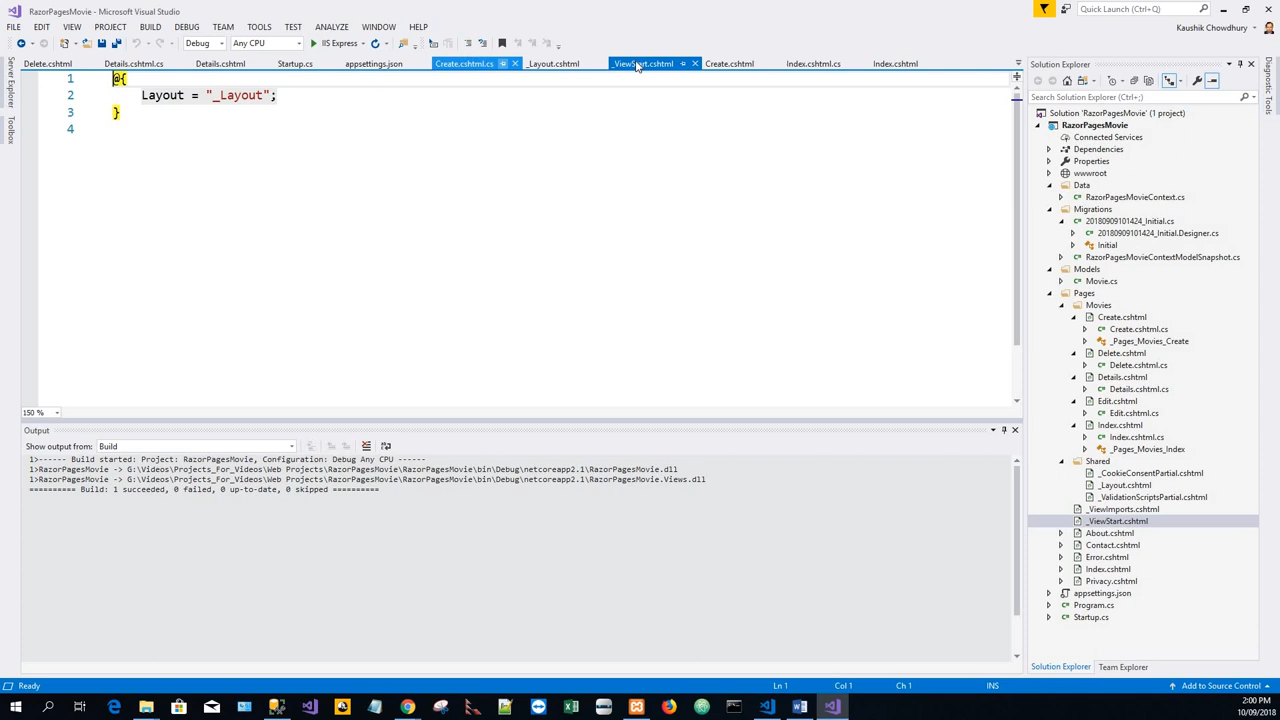 RazorPagesMovie - Microsoft Visual Studio
Quick Launch (Ctrl+Q)
FILE EDIT VIEW PROJECT BUILD DEBUG TEAM TOOLS TEST ANALYZE WINDOW HELP
Kaushik Chowdhury
Debug Any CPU IIS Express
Delete.cshtml Details.cshtml.cs Details.cshtml Startup.cs appsettings.json Create.cshtml.cs _Layout.cshtml _ViewStart.cshtml Create.cshtml Index.cshtml.cs Index.cshtml
Server Explorer
Toolbox
1 @{
2 Layout = "_Layout";
3 }
4
150 %
Output
Show output from: Build
1>------ Build started: Project: RazorPagesMovie, Configuration: Debug Any CPU ------
1>RazorPagesMovie -> G:\Videos\Projects_For_Videos\Web Projects\RazorPagesMovie\RazorPagesMovie\bin\Debug\netcoreapp2.1\RazorPagesMovie.dll
1>RazorPagesMovie -> G:\Videos\Projects_For_Videos\Web Projects\RazorPagesMovie\RazorPagesMovie\bin\Debug\netcoreapp2.1\RazorPagesMovie.Views.dll
========== Build: 1 succeeded, 0 failed, 0 up-to-date, 0 skipped ==========
Solution Explorer
Search Solution Explorer (Ctrl+;)
Solution 'RazorPagesMovie' (1 project)
RazorPagesMovie
Connected Services
Dependencies
Properties
wwwroot
Data
RazorPagesMovieContext.cs
Migrations
20180909101424_Initial.cs
20180909101424_Initial.Designer.cs
Initial
RazorPagesMovieContextModelSnapshot.cs
Models
Movie.cs
Pages
Movies
Create.cshtml
Create.cshtml.cs
_Pages_Movies_Create
Delete.cshtml
Delete.cshtml.cs
Details.cshtml
Details.cshtml.cs
Edit.cshtml
Edit.cshtml.cs
Index.cshtml
Index.cshtml.cs
_Pages_Movies_Index
Shared
_CookieConsentPartial.cshtml
_Layout.cshtml
_ValidationScriptsPartial.cshtml
_ViewImports.cshtml
_ViewStart.cshtml
About.cshtml
Contact.cshtml
Error.cshtml
Index.cshtml
Privacy.cshtml
appsettings.json
Program.cs
Startup.cs
Solution Explorer Team Explorer
Diagnostic Tools
Ready Ln 1 Col 1 Ch 1 INS Add to Source Control
2:00 PM
10/09/2018